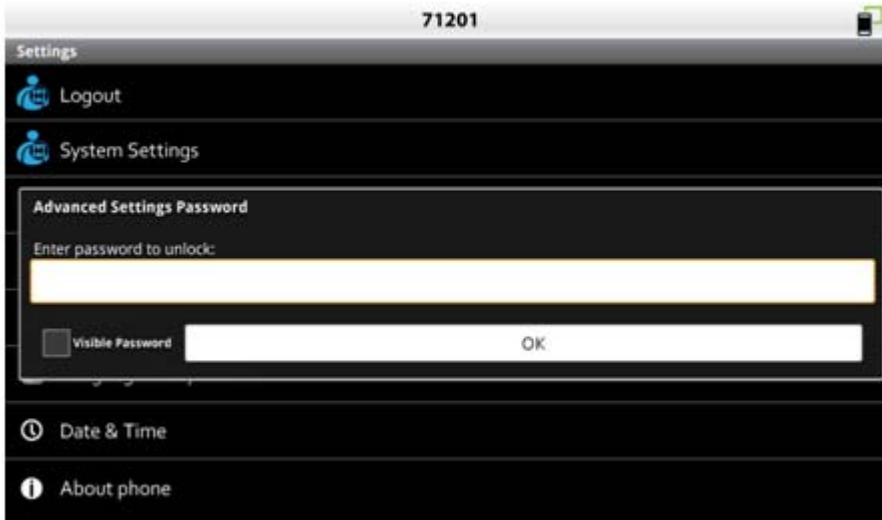 71201
Settings
Logout
System Settings
Advanced Settings Password
Enter password to unlock:
Visible Password
OK
Date & Time
About phone